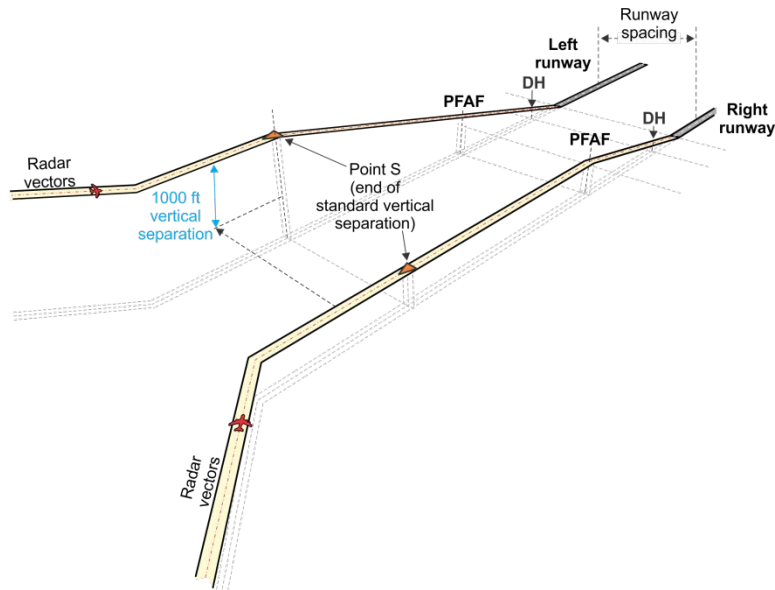 Runway
spacing
Left
runway
DH
PFAF
Right
runway
DH
PFAF
Radar
vectors
1000 ft
vertical
separation
Point S
(end of
standard vertical
separation)
Radar
vectors